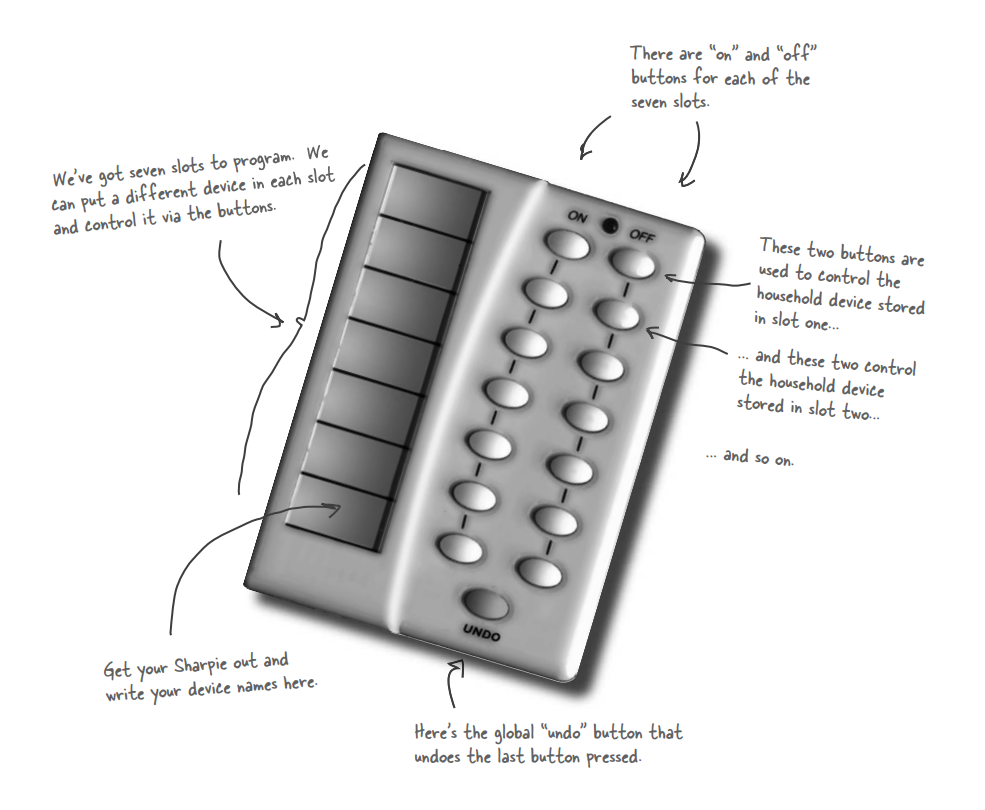 There are “on” and “off”
buttons for each of the
seven slots.
We’ve got seven slots to program. We
can put a different device in each slot
and control it via the buttons.
ON
OFF
These two buttons are
used to control the
household device stored
in slot one...
... and these two control
the household device
stored in slot two...
... and so on.
UNDO
Get your Sharpie out and
write your device names here.
Here’s the global “undo” button that
undoes the last button pressed.